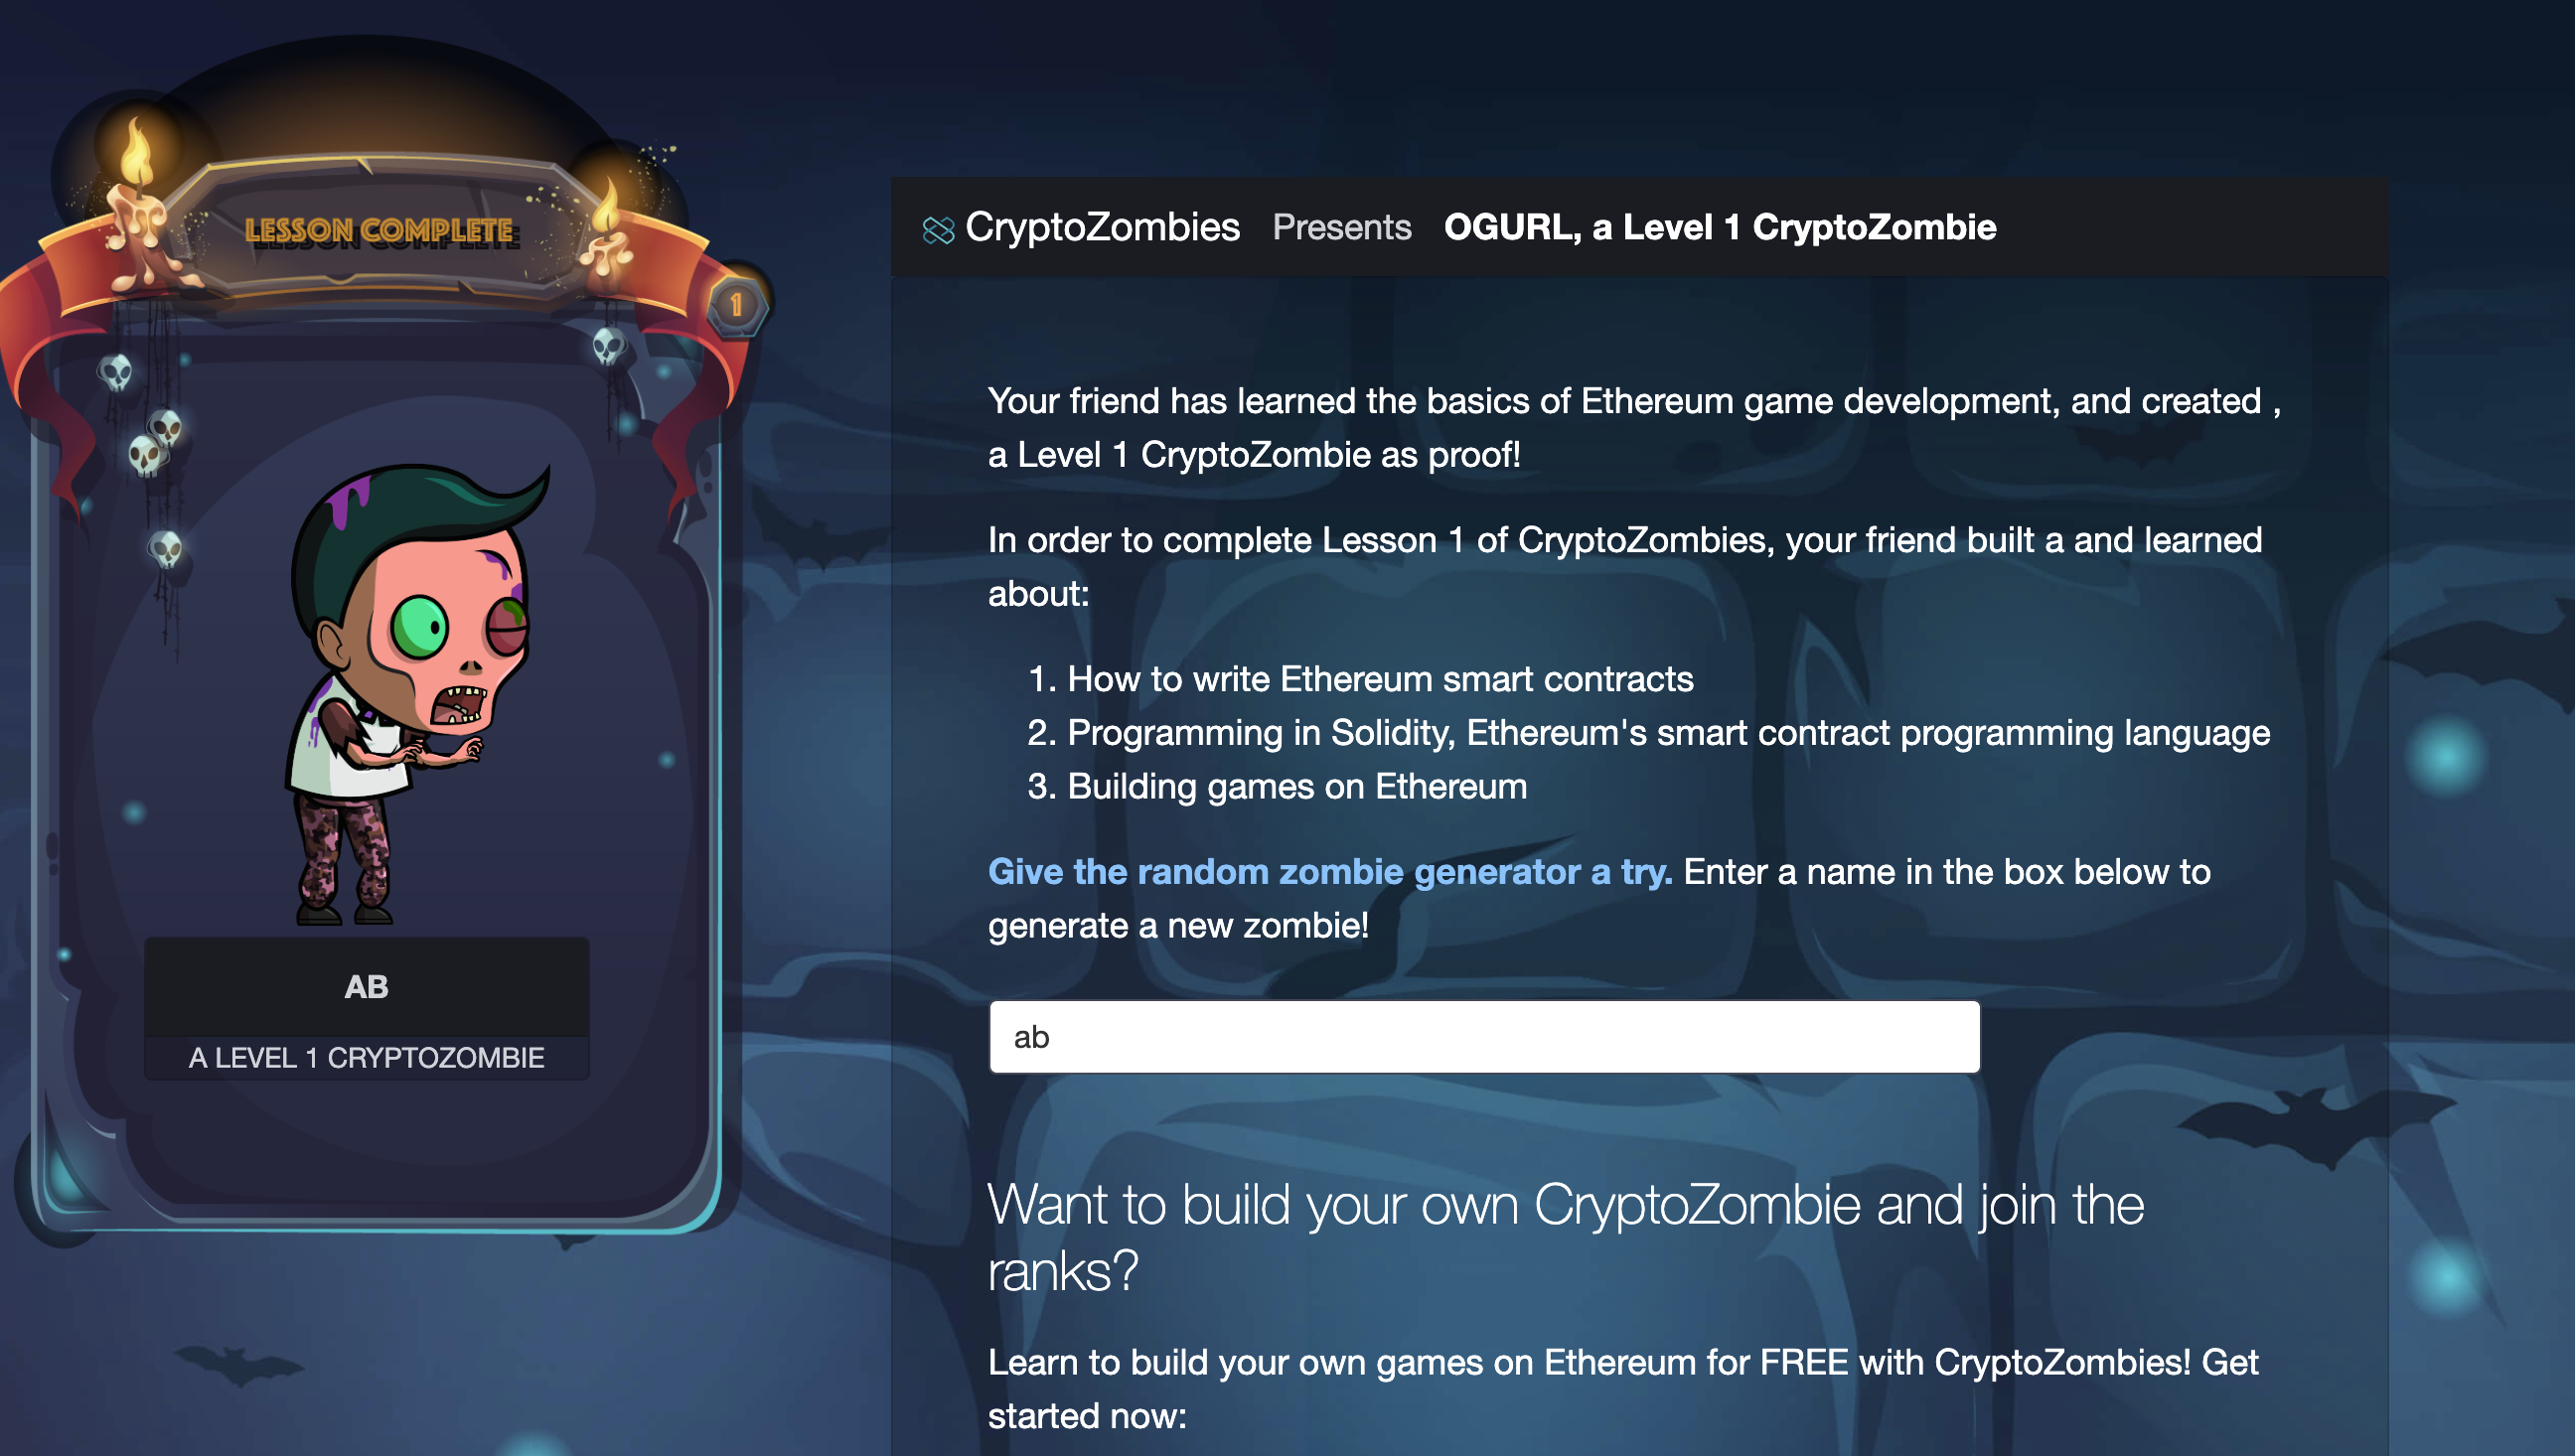 LESSON COMPLETE
1
AB
A LEVEL 1 CRYPTOZOMBIE
CryptoZombies Presents OGURL, a Level 1 CryptoZombie
Your friend has learned the basics of Ethereum game development, and created ,
a Level 1 CryptoZombie as proof!
In order to complete Lesson 1 of CryptoZombies, your friend built a and learned
about:
1. How to write Ethereum smart contracts
2. Programming in Solidity, Ethereum's smart contract programming language
3. Building games on Ethereum
Give the random zombie generator a try. Enter a name in the box below to
generate a new zombie!
ab
Want to build your own CryptoZombie and join the
ranks?
Learn to build your own games on Ethereum for FREE with CryptoZombies! Get
started now: